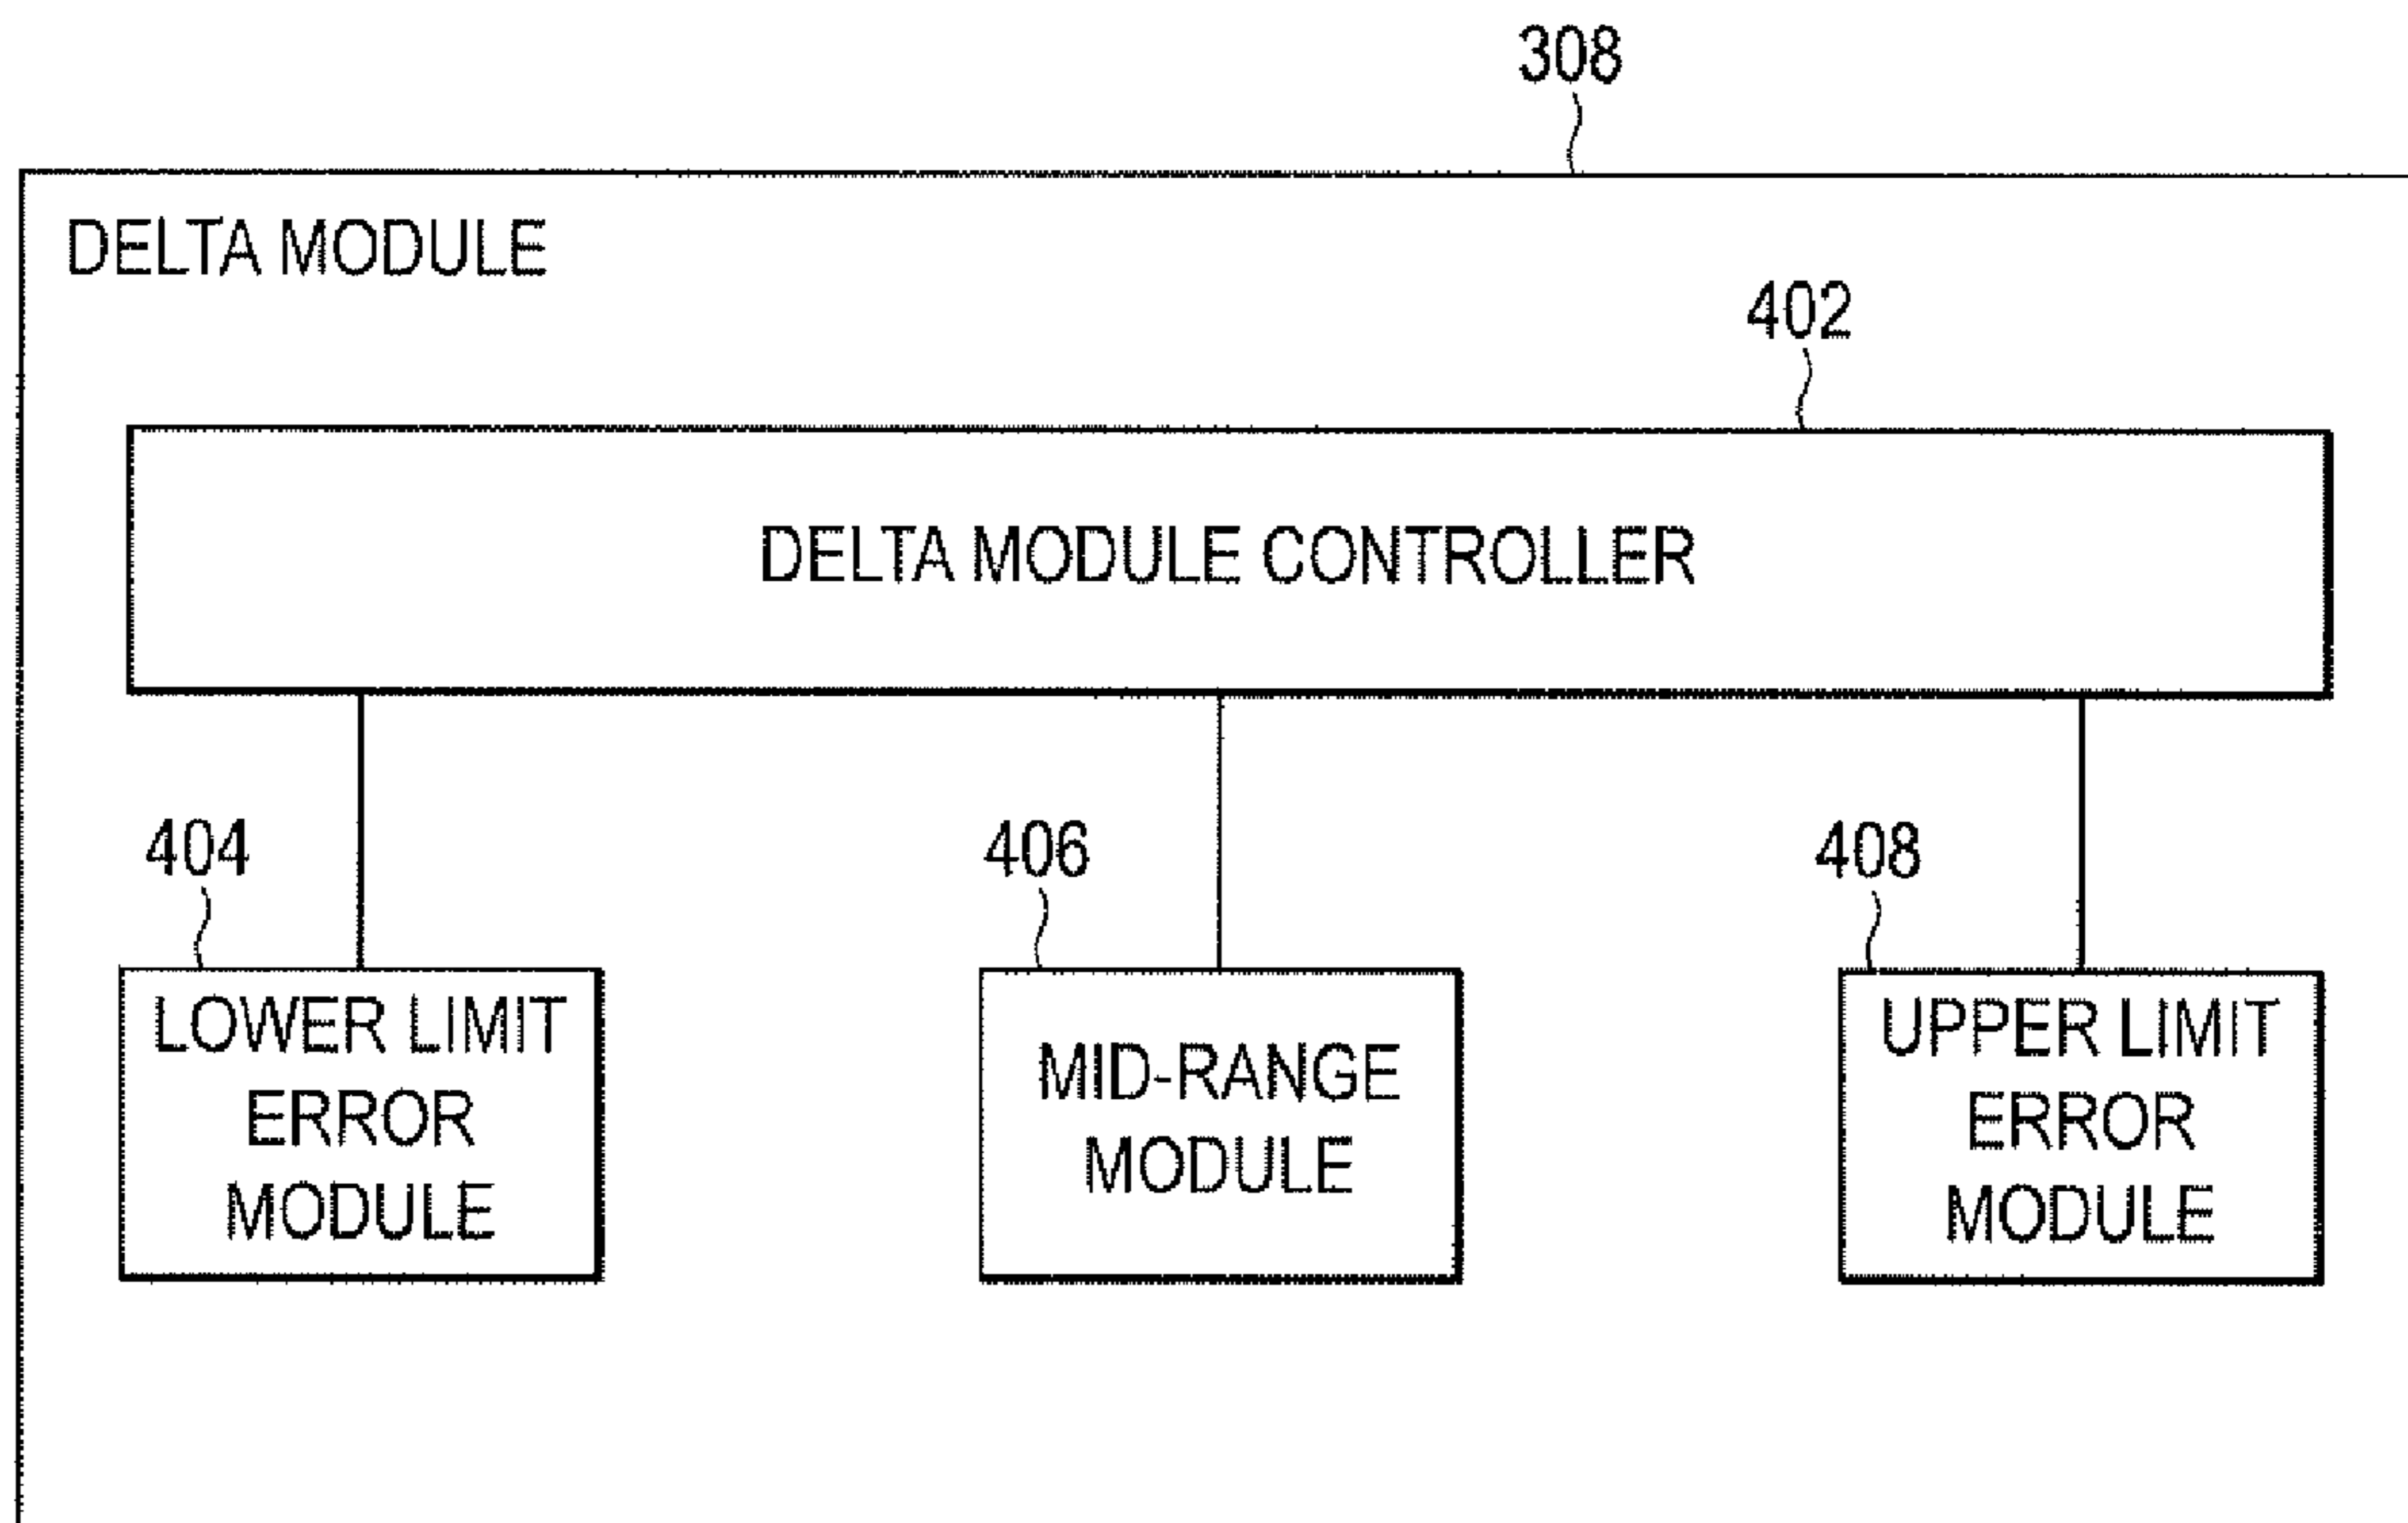 308
DELTA MODULE
402
DELTA MODULE CONTROLLER
404
406
408
LOWER LIMIT
ERROR
MODULE
MID-RANGE
MODULE
UPPER LIMIT
ERROR
MODULE